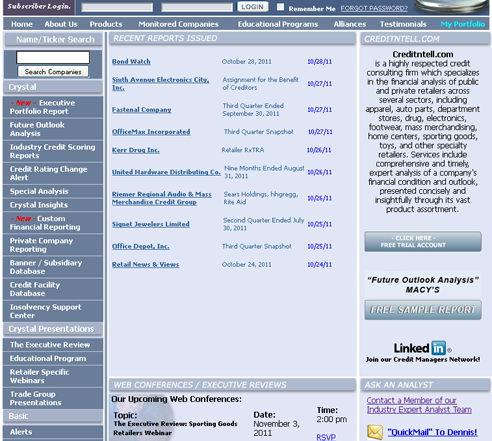 Subscriber Login.
LOGIN
Remember Me
FORGOT PASSWORD?
Home
About Us
Products
Monitored Companies
Educational Programs
Alliances
Testimonials
My Portfolio
Name/Ticker Search
Search Companies
Crystal
- New - Executive
Portfolio Report
Future Outlook
Analysis
Industry Credit Scoring
Reports
Credit Rating Change
Alert
Special Analysis
Crystal Insights
- New - Custom
Financial Reporting
Private Company
Reporting
Banner / Subsidiary
Database
Credit Facility
Database
Insolvency Support
Center
Crystal Presentations
The Executive Review
Educational Program
Retailer Specific
Webinars
Trade Group
Presentations
Basic
Alerts
RECENT REPORTS ISSUED
Bond Watch October 28, 2011 10/28/11
Sixth Avenue Electronics City, Assignment for the Benefit 10/27/11
Inc. of Creditors
Fastenal Company Third Quarter Ended 10/27/11
September 30, 2011
OfficeMax Incorporated Third Quarter Snapshot 10/27/11
Kerr Drug Inc. Retailer RxTRA 10/26/11
United Hardware Distributing Co. Nine Months Ended August 10/26/11
31, 2011
Riemer Regional Audio & Mass Sears Holdings, hhgregg, 10/25/11
Merchandise Credit Group Rite Aid
Signet Jewelers Limited Second Quarter Ended July 10/25/11
30, 2011
Office Depot, Inc. Third Quarter Snapshot 10/25/11
Retail News & Views October 24, 2011 10/24/11
WEB CONFERENCES / EXECUTIVE REVIEWS
Our Upcoming Web Conferences:
Topic: Date: Time:
The Executive Review: Sporting Goods November 3, 2:00 pm
Retailers Webinar 2011 RSVP
CREDITNTELL.COM
Creditntell.com
is a highly respected credit
consulting firm which specializes
in the financial analysis of public
and private retailers across
several sectors, including
apparel, auto parts, department
stores, drug, electronics,
footwear, mass merchandising,
home centers, sporting goods,
toys, and other specialty
retailers. Services include
comprehensive and timely,
expert analysis of a company's
financial condition and outlook,
presented concisely and
insightfully through its vast
product assortment.
- CLICK HERE -
FREE TRIAL ACCOUNT
“Future Outlook Analysis”
MACY'S
FREE SAMPLE REPORT
Linked in
Join our Credit Managers Network!
ASK AN ANALYST
Contact a Member of our
Industry Expert Analyst Team
"QuickMail" To Dennis!